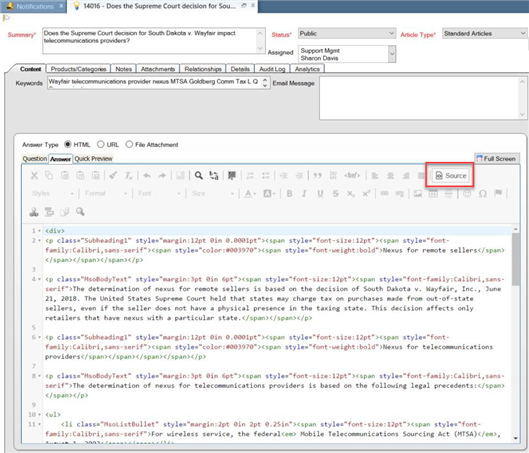 Notifications × 14016 - Does the Supreme Court decision for Sou... ×
Summary* Does the Supreme Court decision for South Dakota v. Wayfair impact
telecommunications providers?
Status* Public
Article Type* Standard Articles
Assigned Support Mgmt
Sharon Davis
Content Products/Categories Notes Attachments Relationships Details Audit Log Analytics
Keywords Wayfair telecommunications provider nexus MTSA Goldberg Comm Tax L Q
Email Message
Answer Type HTML URL File Attachment
Question Answer Quick Preview Full Screen
Source
Styles Format Font Size
1 <div>
2 <p class="Subheading1" style="margin:12pt 0in 0.0001pt"><span style="font-size:12pt"><span style="font-
family:Calibri,sans-serif"><span style="color:#003970"><span style="font-weight:bold">Nexus for remote sellers</span>
</span></span></span></p>
3
4 <p class="MsoBodyText" style="margin:3pt 0in 6pt"><span style="font-size:12pt"><span style="font-family:Calibri,sans-
serif">The determination of nexus for remote sellers is based on the decision of South Dakota v. Wayfair, Inc., June
21, 2018. The United States Supreme Court held that states may charge tax on purchases made from out-of-state
sellers, even if the seller does not have a physical presence in the taxing state. This decision affects only
retailers that have nexus with a particular state.</span></span></p>
5
6 <p class="Subheading1" style="margin:12pt 0in 0.0001pt"><span style="font-size:12pt"><span style="font-
family:Calibri,sans-serif"><span style="color:#003970"><span style="font-weight:bold">Nexus for telecommunications
providers</span></span></span></span></p>
7
8 <p class="MsoBodyText" style="margin:3pt 0in 6pt"><span style="font-size:12pt"><span style="font-family:Calibri,sans-
serif">The determination of nexus for telecommunications providers is based on the following legal precedents:</span>
</span></p>
9
10 <ul>
11 <li class="MsoListBullet" style="margin:2pt 0in 2pt 0.25in"><span style="font-size:12pt"><span style="font-
family:Calibri,sans-serif">For wireless service, the federal<em> Mobile Telecommunications Sourcing Act (MTSA)</em>,